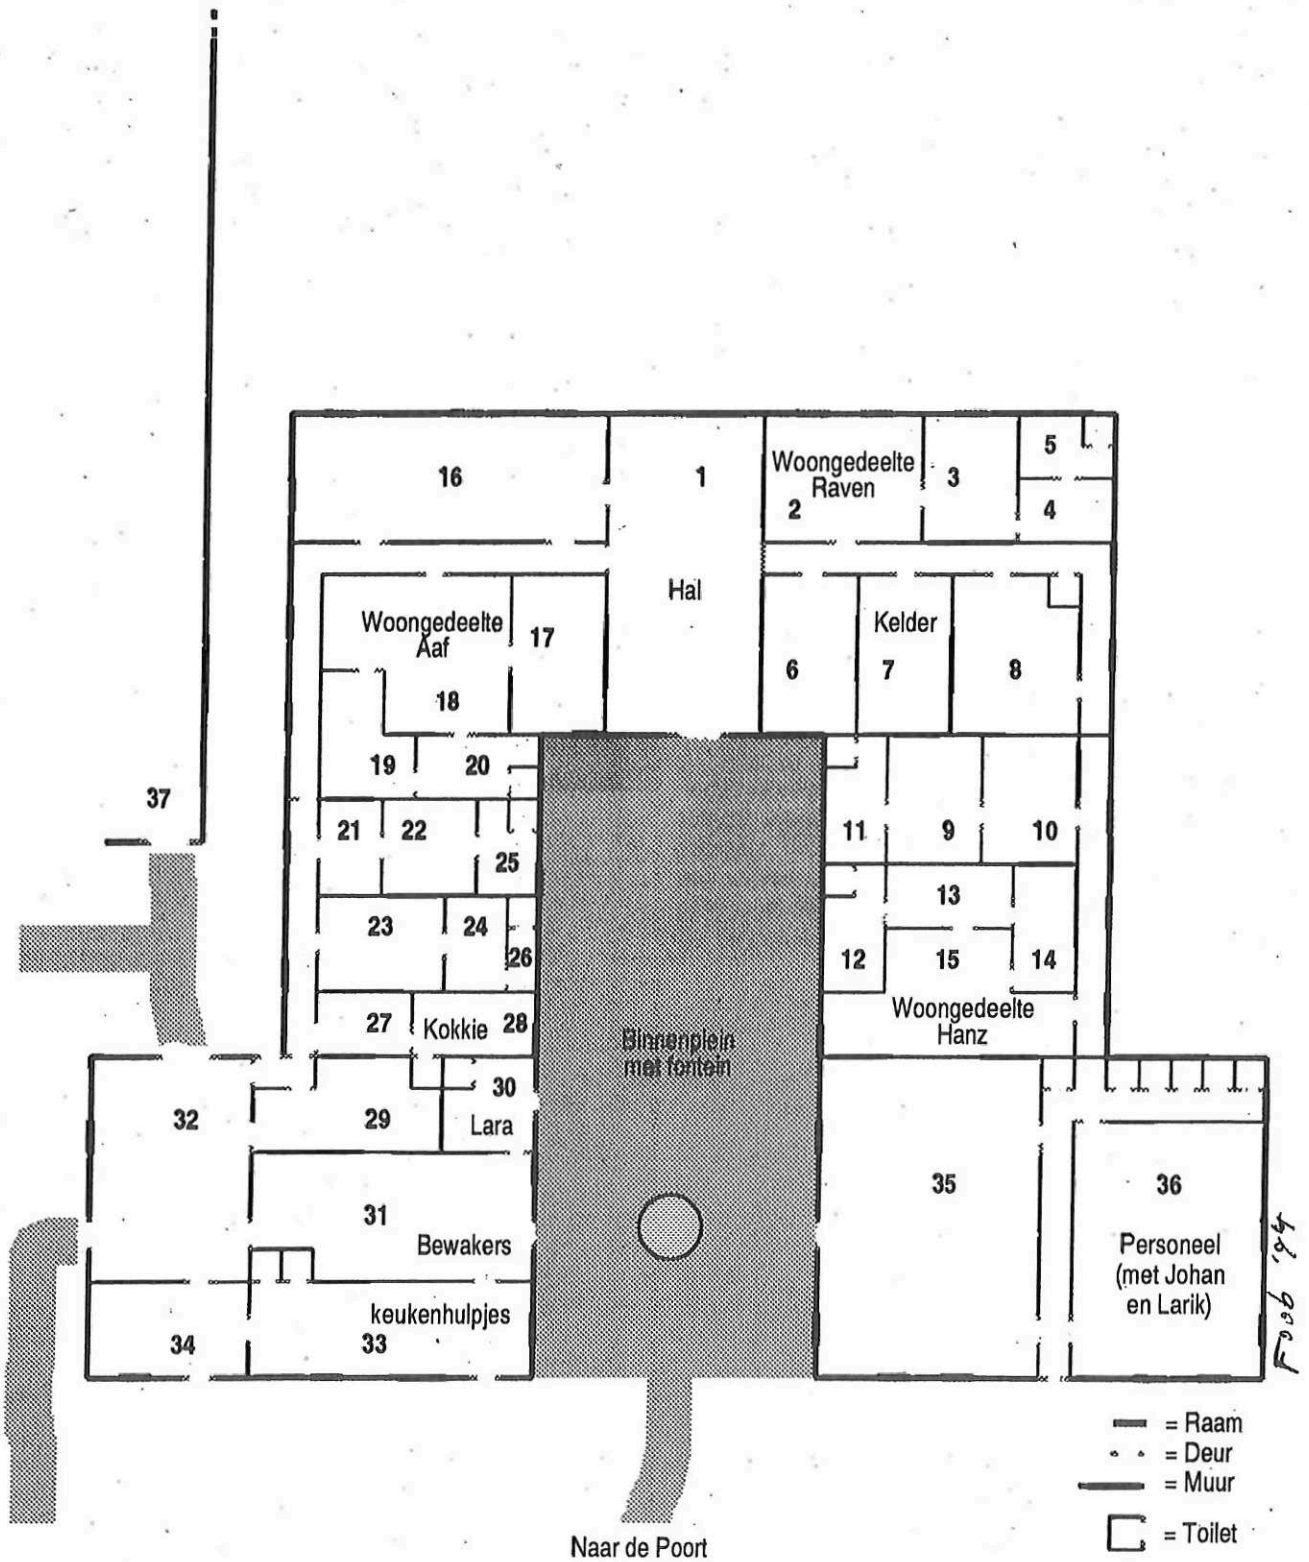 16
1
Woongedeelte
Raven
2
3
5
4
Hal
Woongedeelte
Aaf
17
18
6
Kelder
7
8
19
20
37
21
22
25
11
9
10
23
24
26
13
12
15
14
27
Kokkie
28
Woongedeelte
Hanz
Binnenplein
met fontein
32
29
30
Lara
31
Bewakers
35
36
Personeel
(met Johan
en Larik)
keukenhulpjes
34
33
Foob '94
= Raam
= Deur
= Muur
= Toilet
Naar de Poort